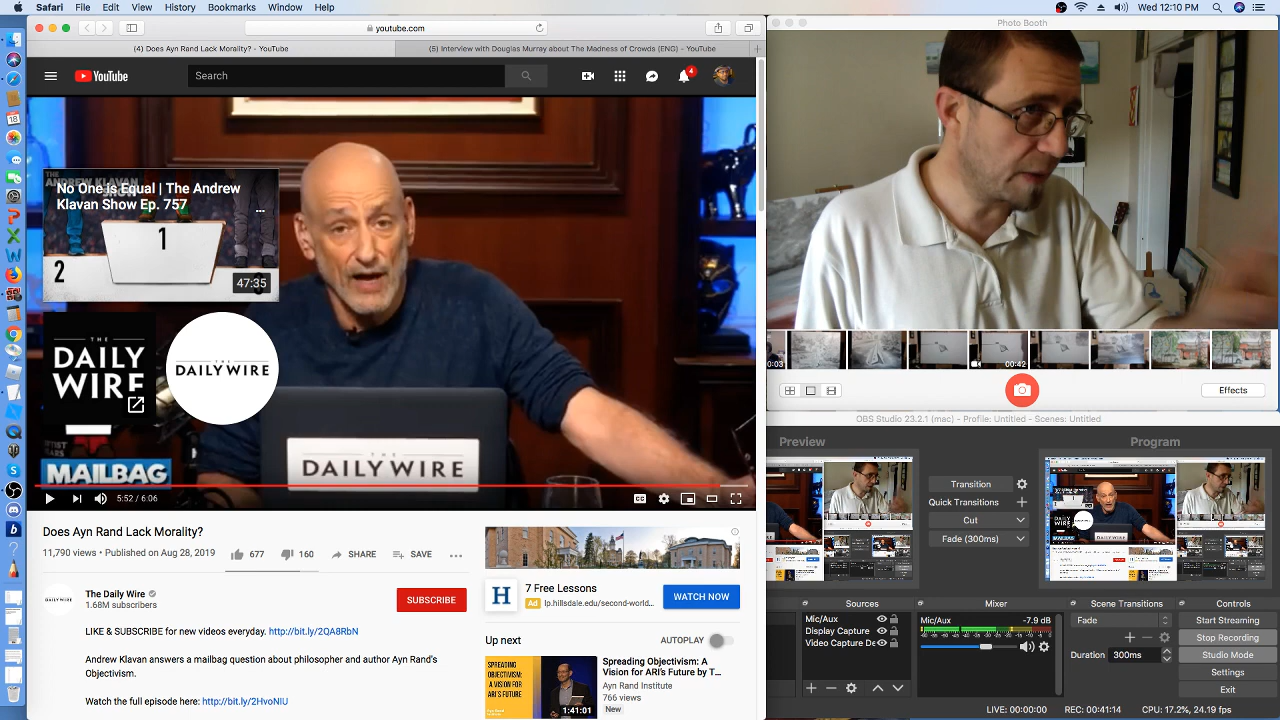 Safari File Edit View History Bookmarks Window Help
Wed 12:10 PM
youtube.com
(4) Does Ayn Rand Lack Morality? - YouTube
(5) Interview with Douglas Murray about The Madness of Crowds (ENG) - YouTube
YouTube
Search
4
No One is Equal | The Andrew
Klavan Show Ep. 757
1
2
47:35
THE
DAILY
WIRE
THE
DAILY WIRE
MAILBAG
DAILYWIRE
5:52 / 6:06
CC
Does Ayn Rand Lack Morality?
11,790 views • Published on Aug 28, 2019
677
160
SHARE
SAVE
The Daily Wire
1.68M subscribers
SUBSCRIBE
LIKE & SUBSCRIBE for new videos everyday. http://bit.ly/2QA8RbN
Andrew Klavan answers a mailbag question about philosopher and author Ayn Rand's
Objectivism.
Watch the full episode here: http://bit.ly/2HvoNIU
H
7 Free Lessons
Ad lp.hillsdale.edu/second-world...
WATCH NOW
Up next
AUTOPLAY
SPREADING
OBJECTIVISM:
A VISION FOR
ARI'S FUTURE
1:41:01
Spreading Objectivism: A
Vision for ARI's Future by T...
Ayn Rand Institute
766 views
New
Photo Booth
0:03
00:42
Effects
OBS Studio 23.2.1 (mac) - Profile: Untitled - Scenes: Untitled
Preview
Program
Transition
Quick Transitions
Cut
Fade (300ms)
Sources
Mixer
Scene Transitions
Controls
Mic/Aux
Display Capture
Video Capture De
Mic/Aux
-7.9 dB
Fade
Duration 300ms
Start Streaming
Stop Recording
Studio Mode
Settings
Exit
LIVE: 00:00:00
REC: 00:41:14
CPU: 17.2%, 24.19 fps